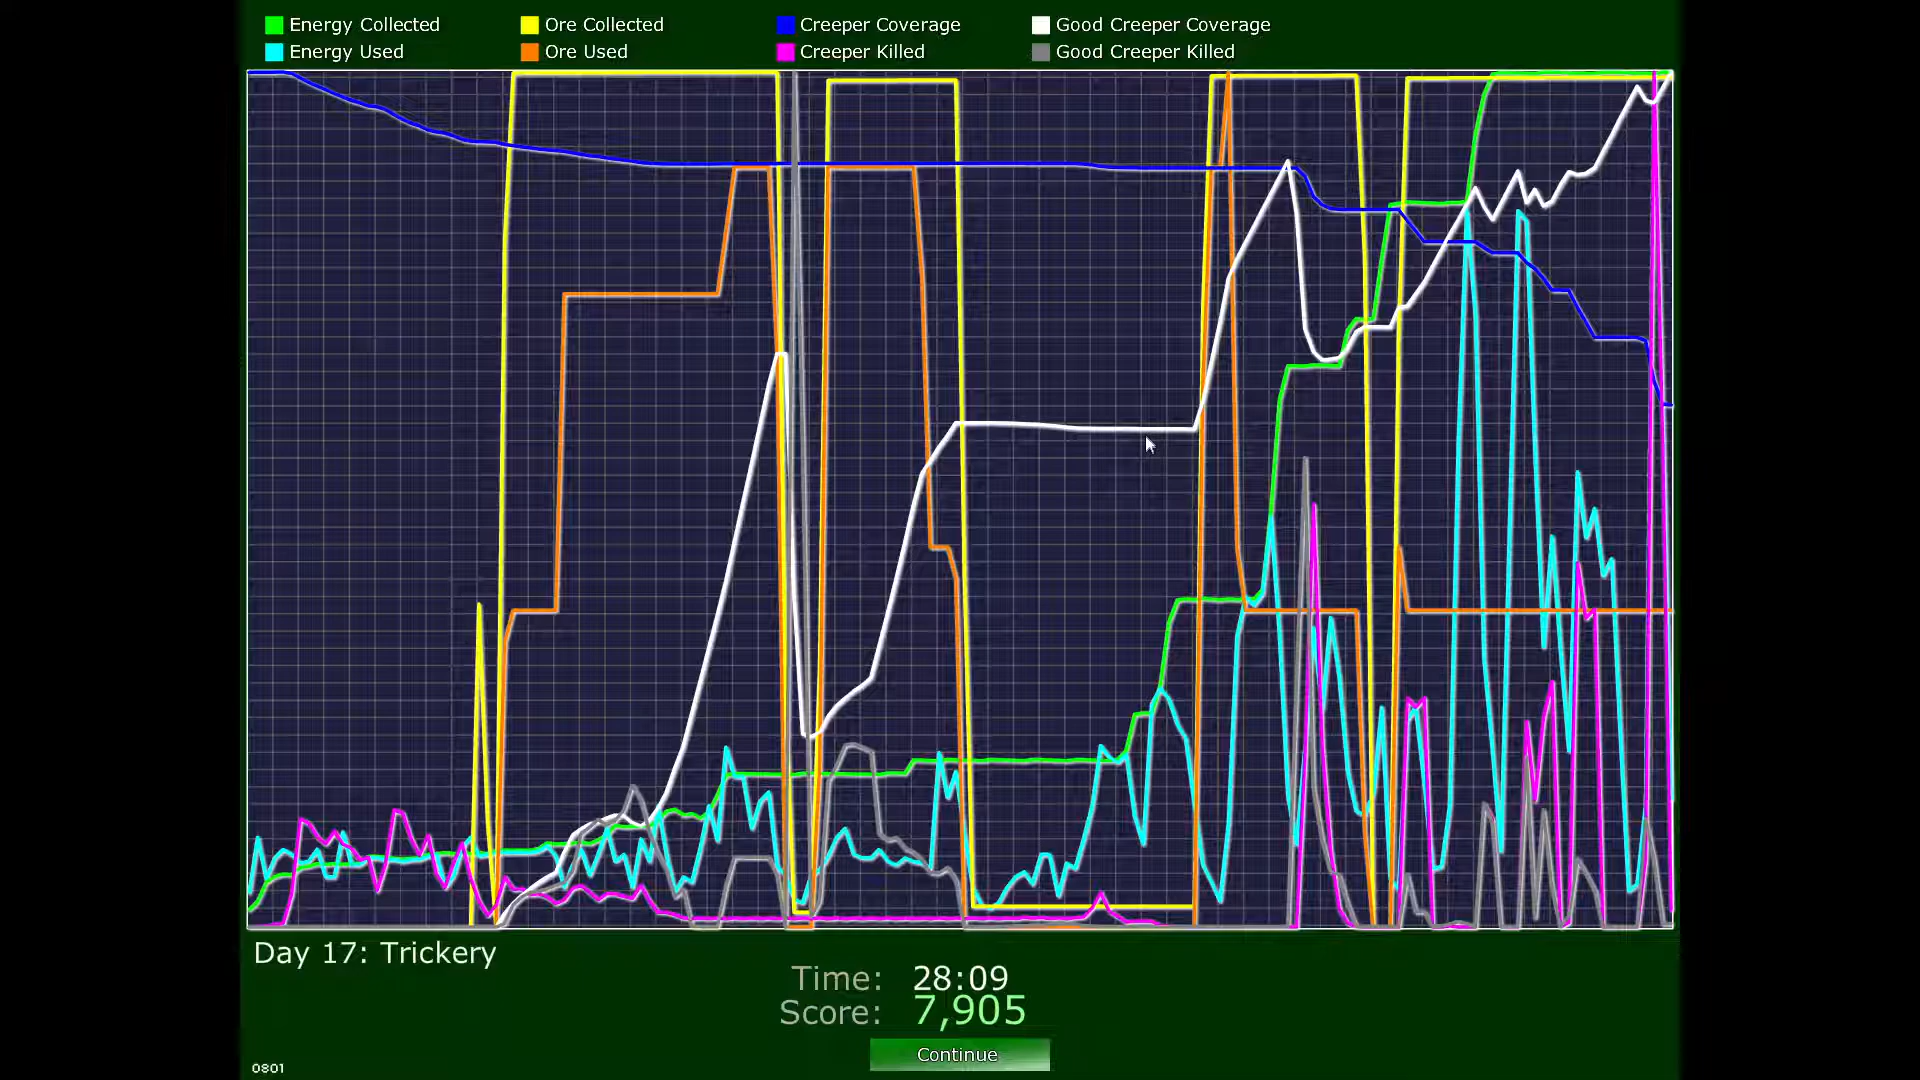 Energy Collected Ore Collected Creeper Coverage Good Creeper Coverage
Energy Used Ore Used Creeper Killed Good Creeper Killed
Day 17: Trickery
Time: 28:09
Score: 7,905
Continue
0801